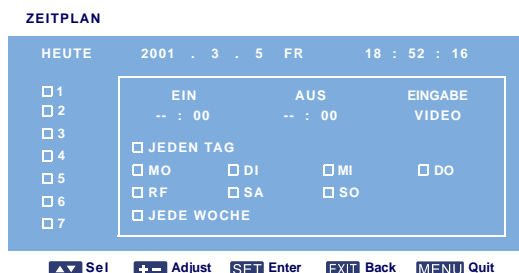 ZEITPLAN
HEUTE 2001 . 3 . 5 FR 18 : 52 : 16
1
2
3
4
5
6
7
EIN AUS EINGABE
-- : 00 -- : 00 VIDEO
JEDEN TAG
MO DI MI DO
RF SA SO
JEDE WOCHE
▲▼ Sel + − Adjust SET Enter EXIT Back MENU Quit